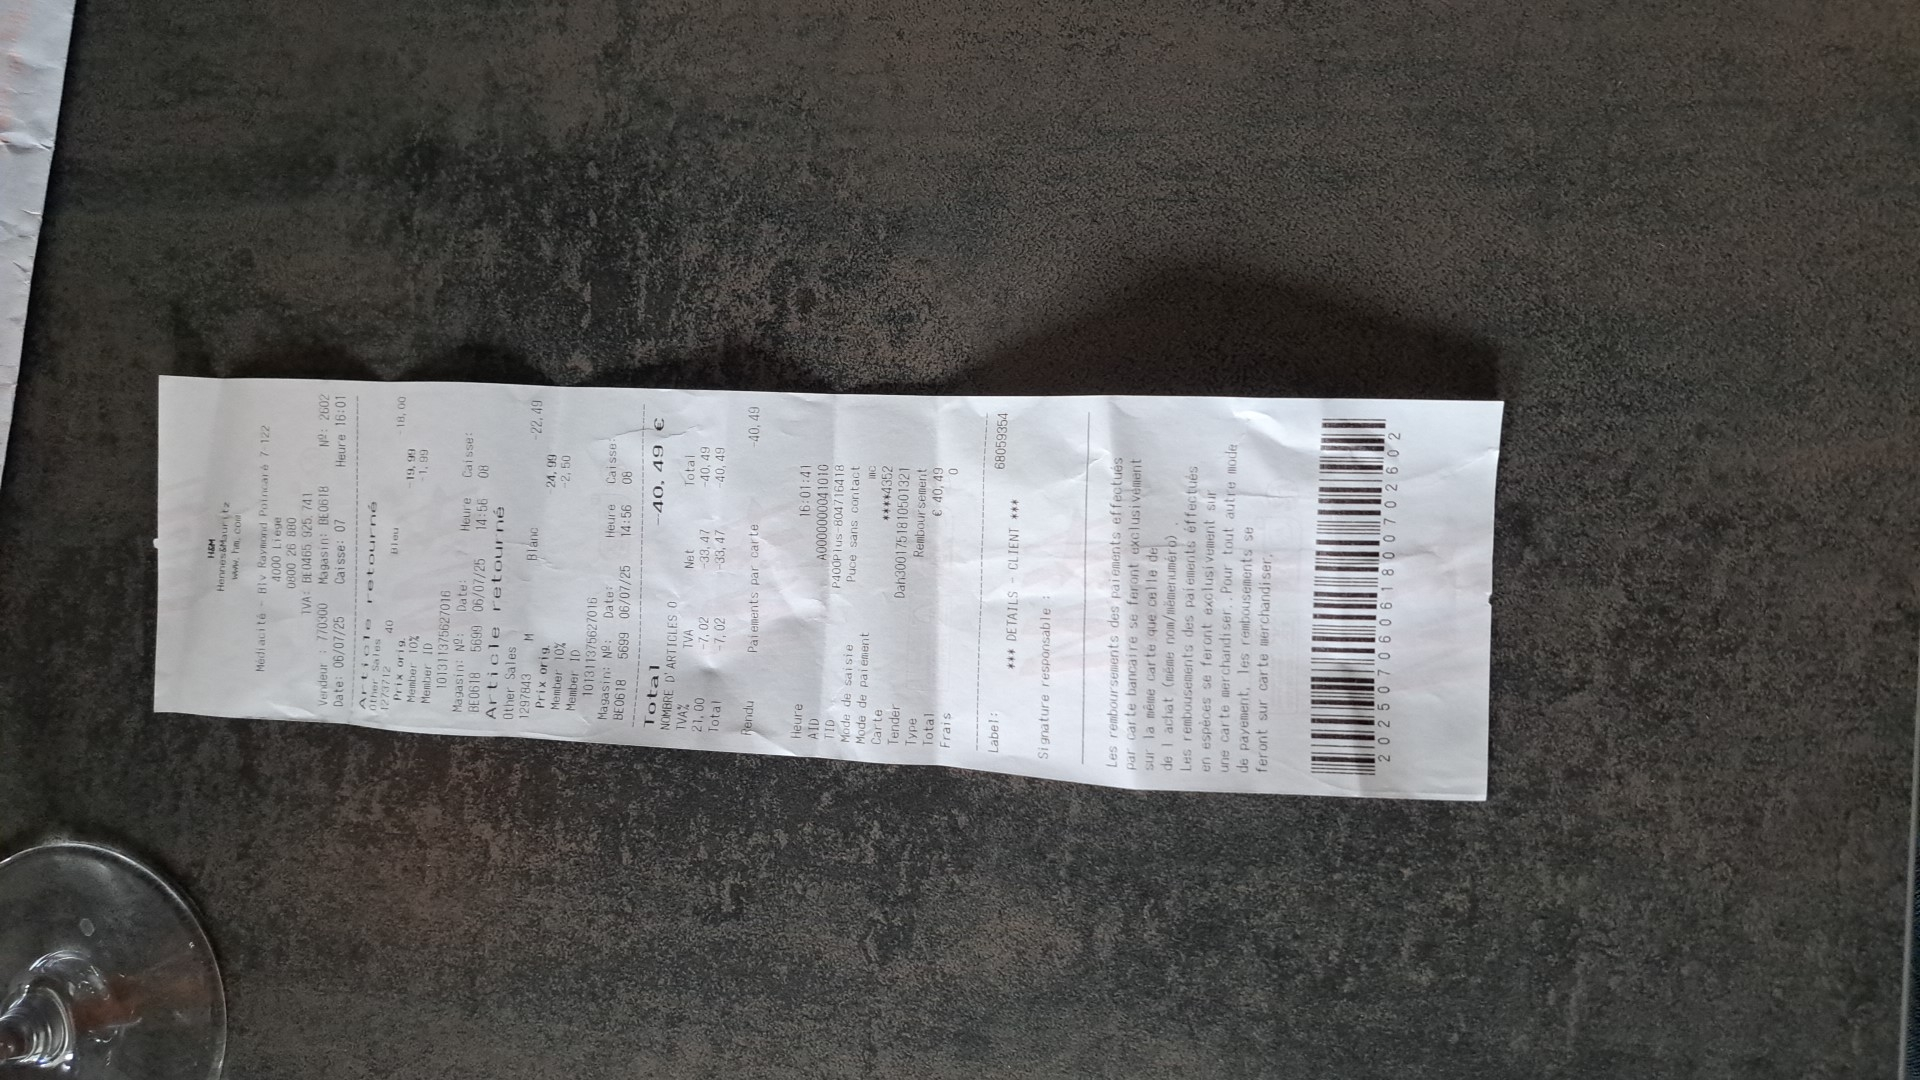 H&M
Hennes&Mauritz
www.hm.com
Médiacité - Blv Raymond Poincaré 7-122
4000 Liege
0800 26 880
TVA: BE0465 925 741
Vendeur : 770300 Magasin: BE0618 Nº: 2602
Date: 06/07/25 Caisse: 07 Heure 16:01
Article retourné
Other Sales
1273712 40 Bleu -18,00
Prix orig. -19,99
Member 10% -1,99
Member ID
101311375627016
Magasin: Nº: Date: Heure Caisse:
BE0618 5699 06/07/25 14:56 08
Article retourné
Other Sales
1297843 M Blanc -22,49
Prix orig. -24,99
Member 10% -2,50
Member ID
101311375627016
Magasin: Nº: Date: Heure Caisse:
BE0618 5699 06/07/25 14:56 08
Total -40,49 €
NOMBRE D'ARTICLES 0
TVA% TVA Net Total
21,00 -7,02 -33,47 -40,49
Total -7,02 -33,47 -40,49
Paiements par carte -40,49
Rendu
Heure 16:01:41
AID A0000000041010
TID P400Plus-804716418
Mode de saisie Puce sans contact
Mode de paiement mc
Carte ****4352
Tender Dah3001751810501321
Type Remboursement
Total € 40,49
Frais 0
Label: 68059354
*** DETAILS - CLIENT ***
Signature responsable :
Les remboursements des paiements effectués
par carte bancaire se feront exclusivement
sur la même carte que celle de
de l achat (même nom/mêmenuméro) .
Les remboursements des paiements effectués
en espèces se feront exclusivement sur
une carte merchandiser. Pour tout autre mode
de payement, les rembousements se
feront sur carte merchandiser.
20250706061800702602